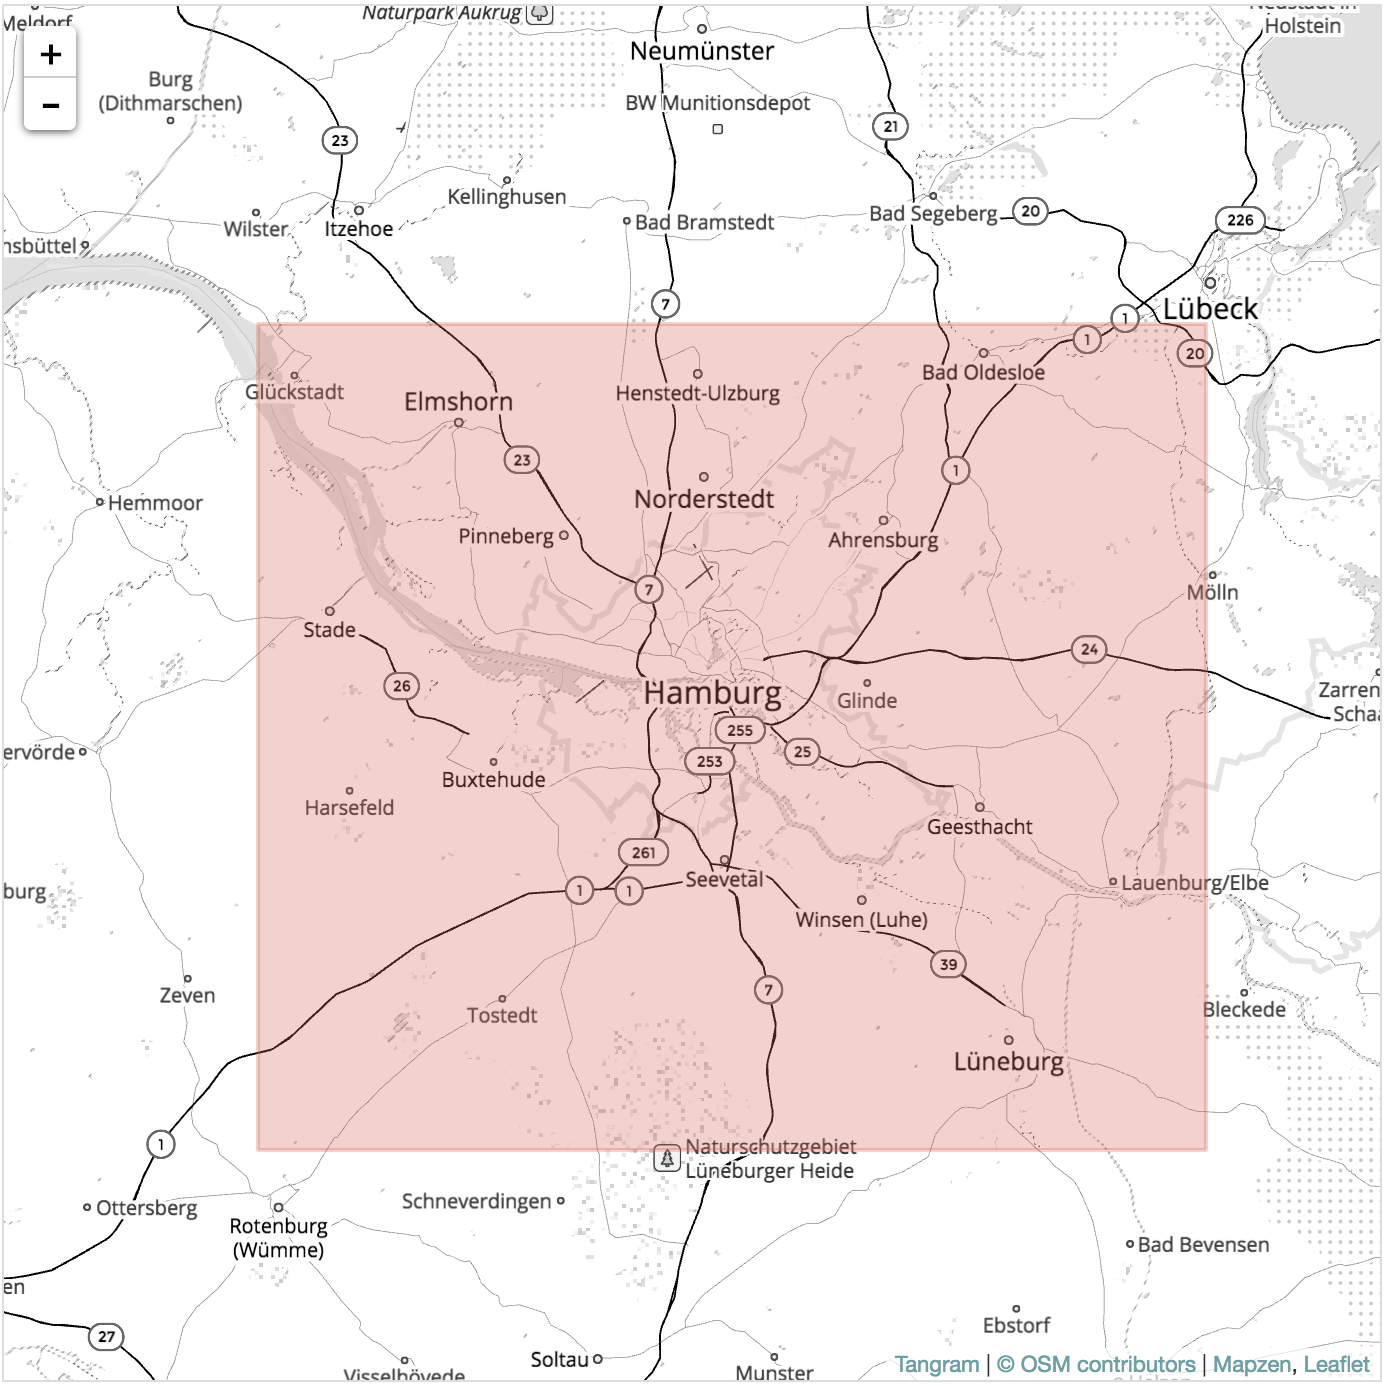 Naturpark Aukrug
Meldorf
Holstein
+
-
Neumünster
Burg
(Dithmarschen)
BW Munitionsdepot
23
21
Kellinghusen
Wilster
Itzehoe
Bad Bramstedt
Bad Segeberg
20
226
nsbüttel
7
Lübeck
1
1
20
Bad Oldesloe
Glückstadt
Elmshorn
Henstedt-Ulzburg
23
1
Norderstedt
Hemmoor
Pinneberg
Ahrensburg
7
Mölln
Stade
24
26
Hamburg
Glinde
Zarren
Schaa
255
25
253
ervörde
Buxtehude
Harsefeld
Geesthacht
261
1
1
Seevetal
Lauenburg/Elbe
burg
Winsen (Luhe)
39
7
Zeven
Tostedt
Bleckede
Lüneburg
1
Naturschutzgebiet
Lüneburger Heide
Ottersberg
Schneverdingen
Rotenburg
(Wümme)
Bad Bevensen
en
27
Ebstorf
Soltau
Munster
Visselhövede
Tangram | © OSM contributors | Mapzen, Leaflet